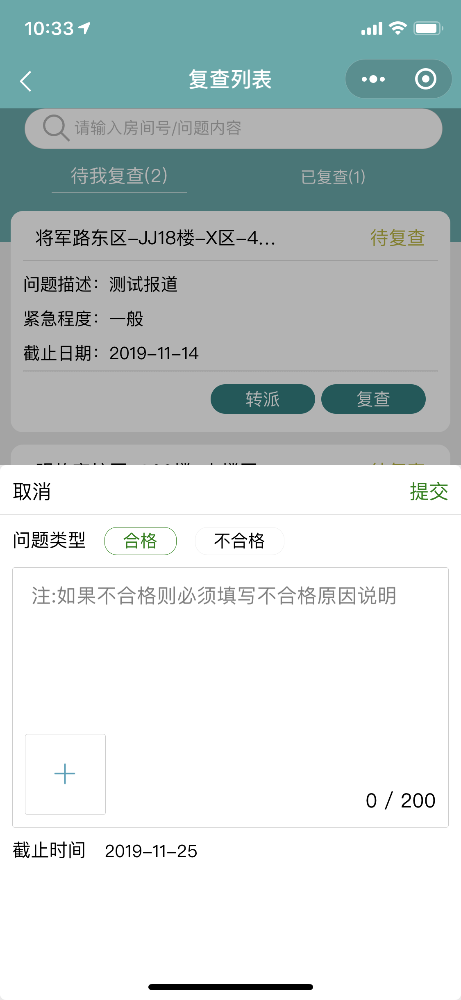 10:33
复查列表
请输入房间号/问题内容
待我复查(2)
已复查(1)
将军路东区-JJ18楼-X区-4...
待复查
问题描述：测试报道
紧急程度：一般
截止日期：2019-11-14
转派
复查
待复查
取消
提交
问题类型
合格
不合格
注:如果不合格则必须填写不合格原因说明
0 / 200
截止时间
2019-11-25